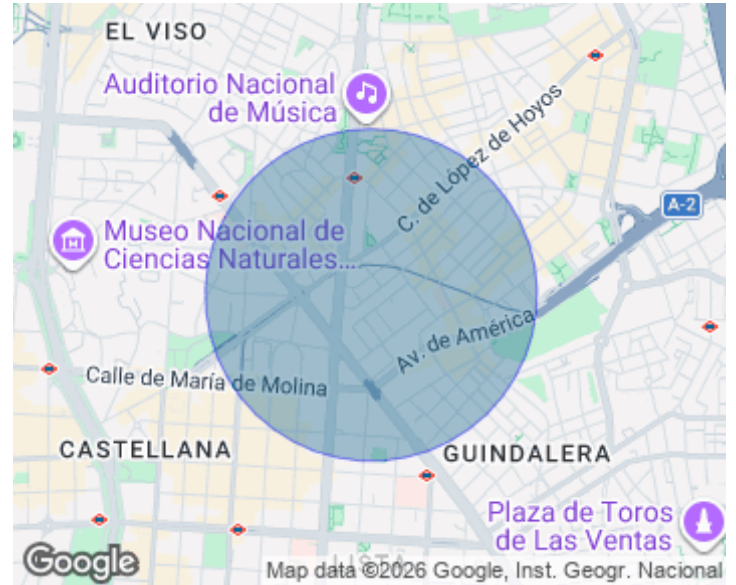 EL VISO
Auditorio Nacional
de Música
C. de López de Hoyos
A-2
Museo Nacional de
Ciencias Naturales....
Av. de América
Calle de María de Molina
CASTELLANA
GUINDALERA
Plaza de Toros
de Las Ventas
LISTA
Google
Map data ©2026 Google, Inst. Geogr. Nacional